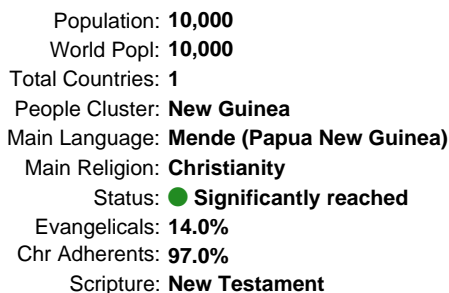 Population: 10,000
World Popl: 10,000
Total Countries: 1
People Cluster: New Guinea
Main Language: Mende (Papua New Guinea)
Main Religion: Christianity
Status: Significantly reached
Evangelicals: 14.0%
Chr Adherents: 97.0%
Scripture: New Testament